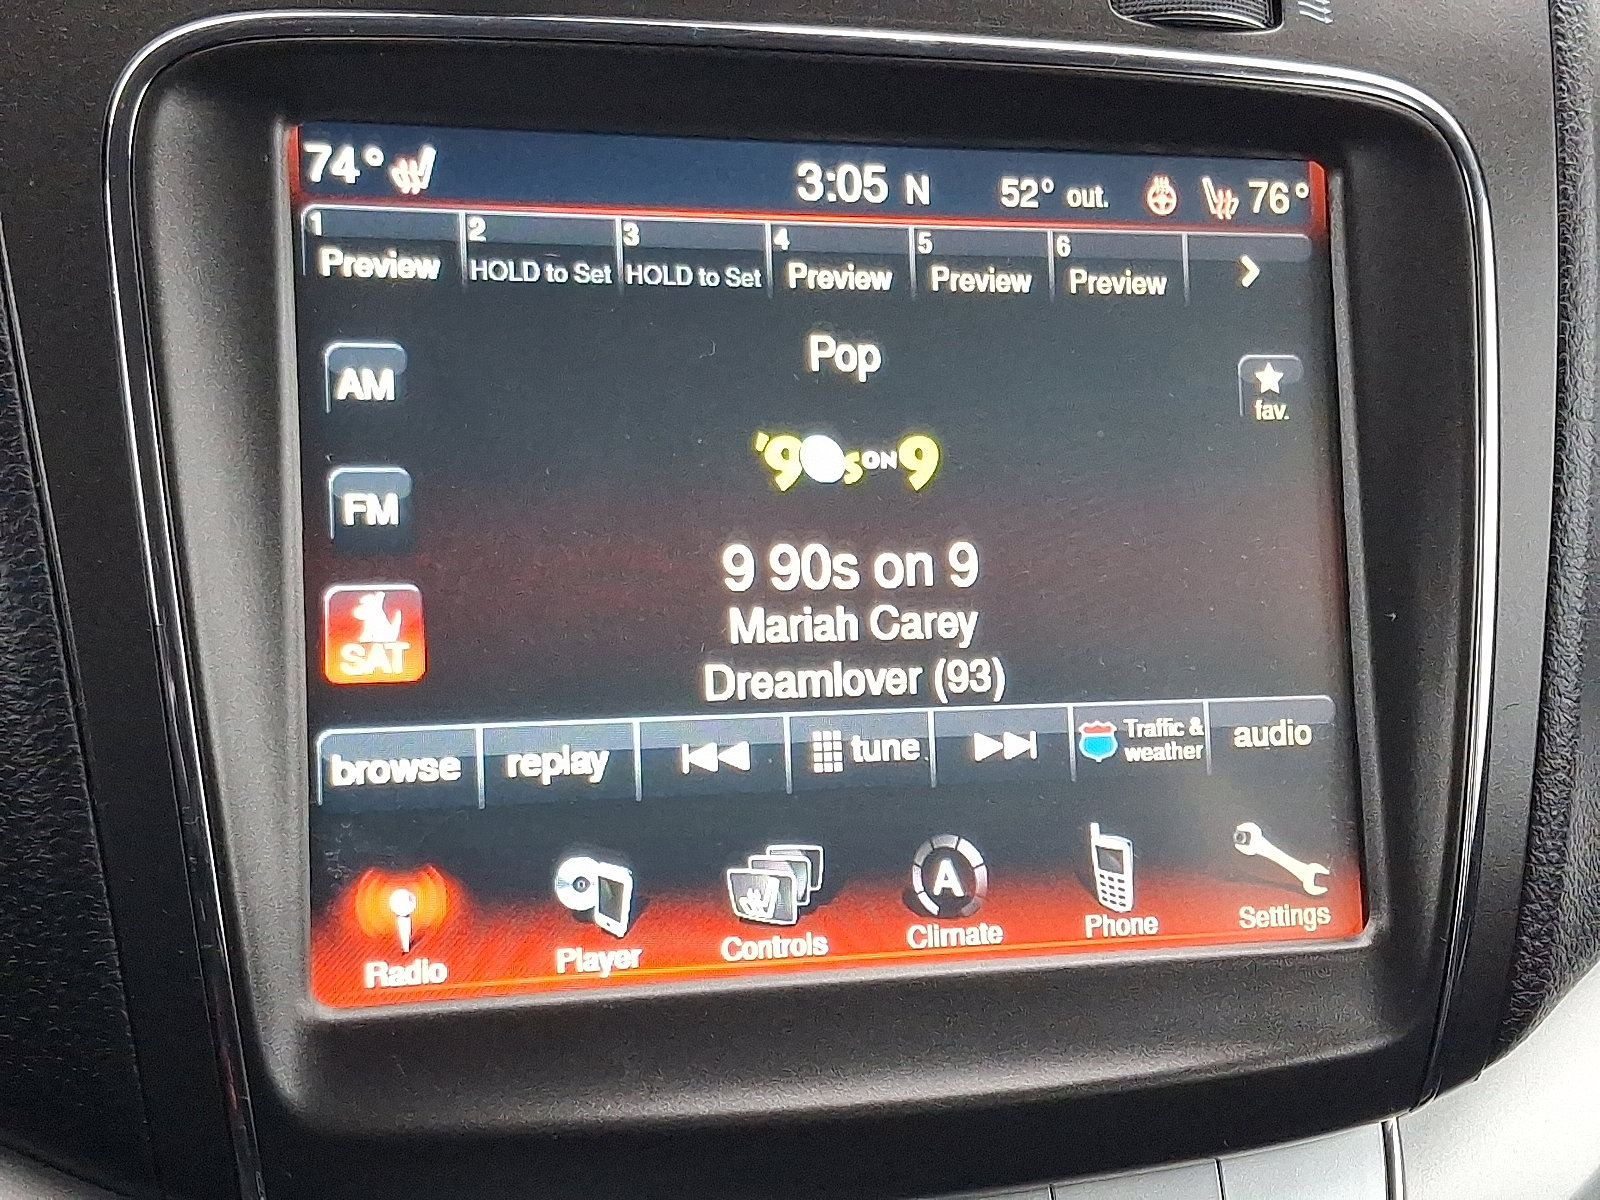 74° 3:05 N 52° out. 76°
1 2 3 4 5 6
Preview HOLD to Set HOLD to Set Preview Preview Preview
Pop
AM
fav.
'90s ON 9
FM
9 90s on 9
Mariah Carey
SAT
Dreamlover (93)
browse replay tune Traffic & weather audio
A
Radio Player Controls Climate Phone Settings